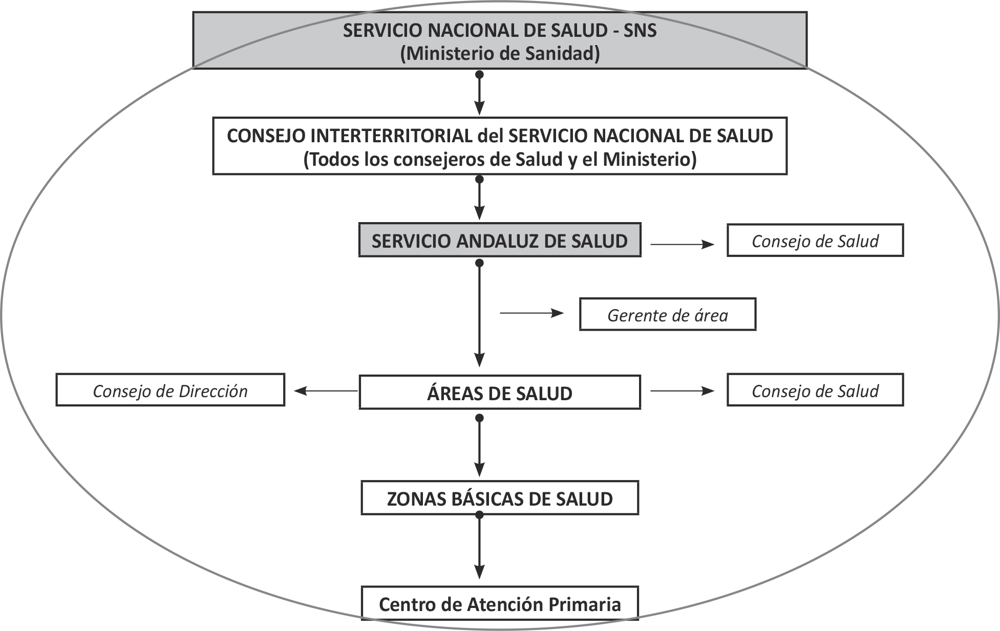 SERVICIO NACIONAL DE SALUD - SNS
(Ministerio de Sanidad)
CONSEJO INTERTERRITORIAL del SERVICIO NACIONAL DE SALUD
(Todos los consejeros de Salud y el Ministerio)
SERVICIO ANDALUZ DE SALUD
Consejo de Salud
Gerente de área
Consejo de Dirección
ÁREAS DE SALUD
Consejo de Salud
ZONAS BÁSICAS DE SALUD
Centro de Atención Primaria